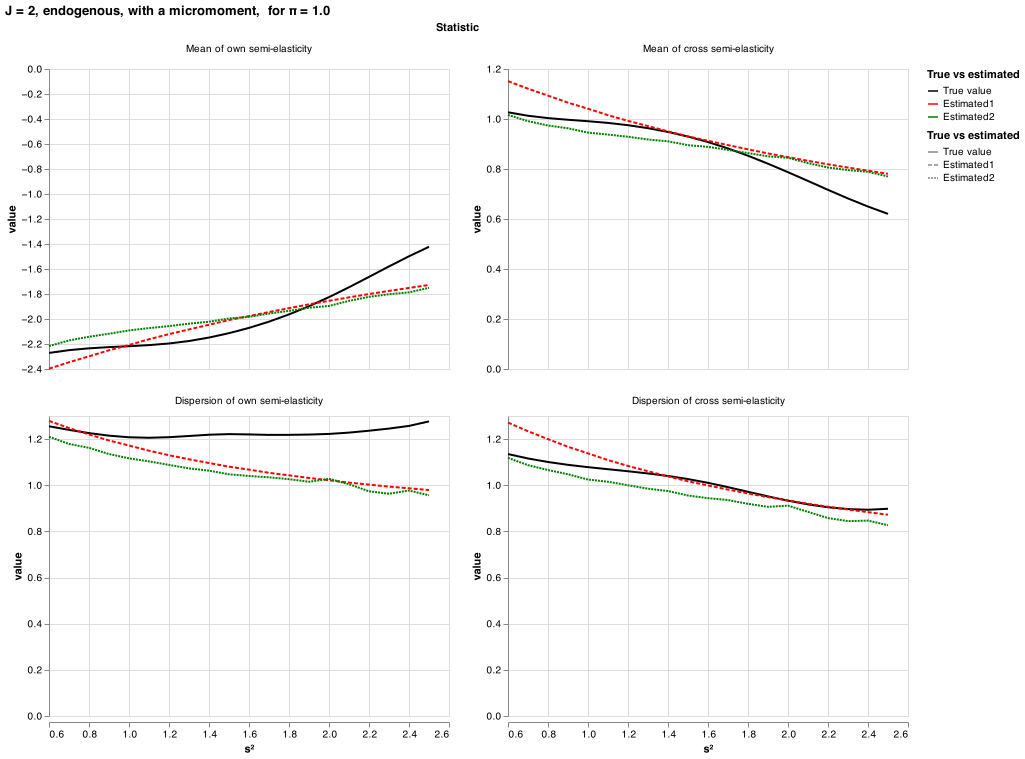 J = 2, endogenous, with a micromoment,  for π = 1.0
Statistic
Mean of own semi-elasticity
Mean of cross semi-elasticity
0.0
−0.2
−0.4
−0.6
−0.8
−1.0
−1.2
−1.4
−1.6
−1.8
−2.0
−2.2
−2.4
value
1.2
1.0
0.8
0.6
0.4
0.2
0.0
value
True vs estimated
True value
Estimated1
Estimated2
True vs estimated
True value
Estimated1
Estimated2
Dispersion of own semi-elasticity
Dispersion of cross semi-elasticity
1.2
1.0
0.8
0.6
0.4
0.2
0.0
value
0.6 0.8 1.0 1.2 1.4 1.6 1.8 2.0 2.2 2.4 2.6
s²
1.2
1.0
0.8
0.6
0.4
0.2
0.0
value
0.6 0.8 1.0 1.2 1.4 1.6 1.8 2.0 2.2 2.4 2.6
s²